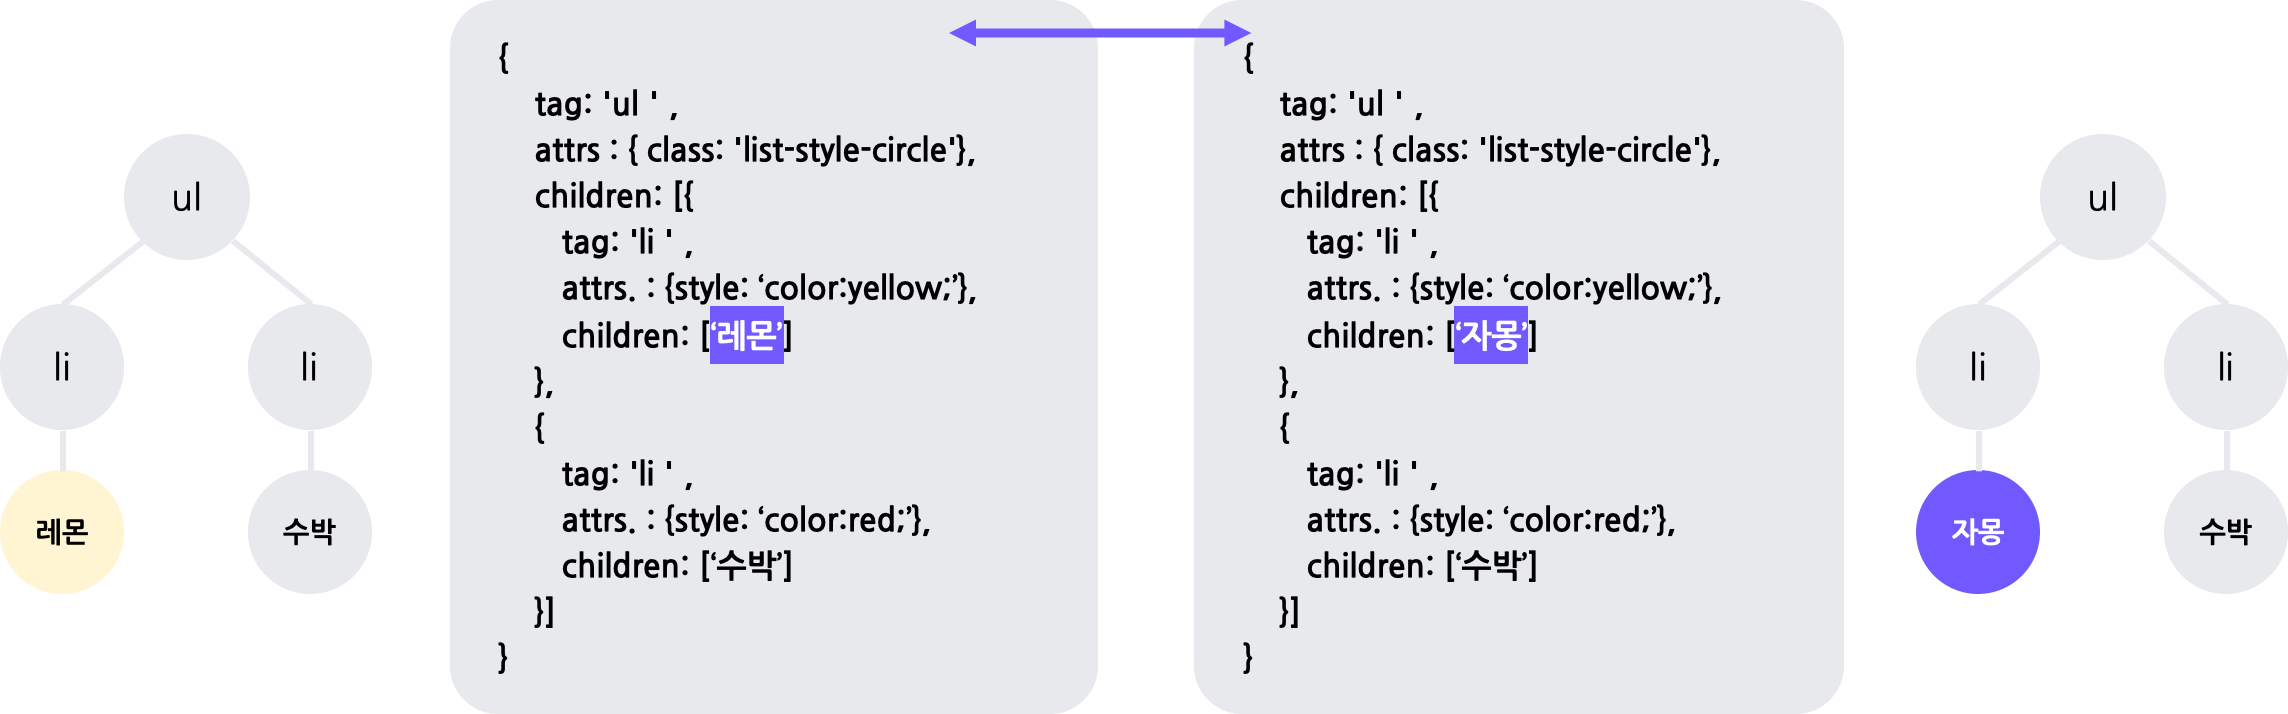 ul
li
li
레몬
수박
{
tag: 'ul ' ,
attrs : { class: 'list-style-circle'},
children: [{
tag: 'li ' ,
attrs. : {style: ‘color:yellow;’},
children: [‘레몬’]
},
{
tag: 'li ' ,
attrs. : {style: ‘color:red;’},
children: [‘수박’]
}]
}
{
tag: 'ul ' ,
attrs : { class: 'list-style-circle'},
children: [{
tag: 'li ' ,
attrs. : {style: ‘color:yellow;’},
children: [‘자몽’]
},
{
tag: 'li ' ,
attrs. : {style: ‘color:red;’},
children: [‘수박’]
}]
}
ul
li
li
자몽
수박